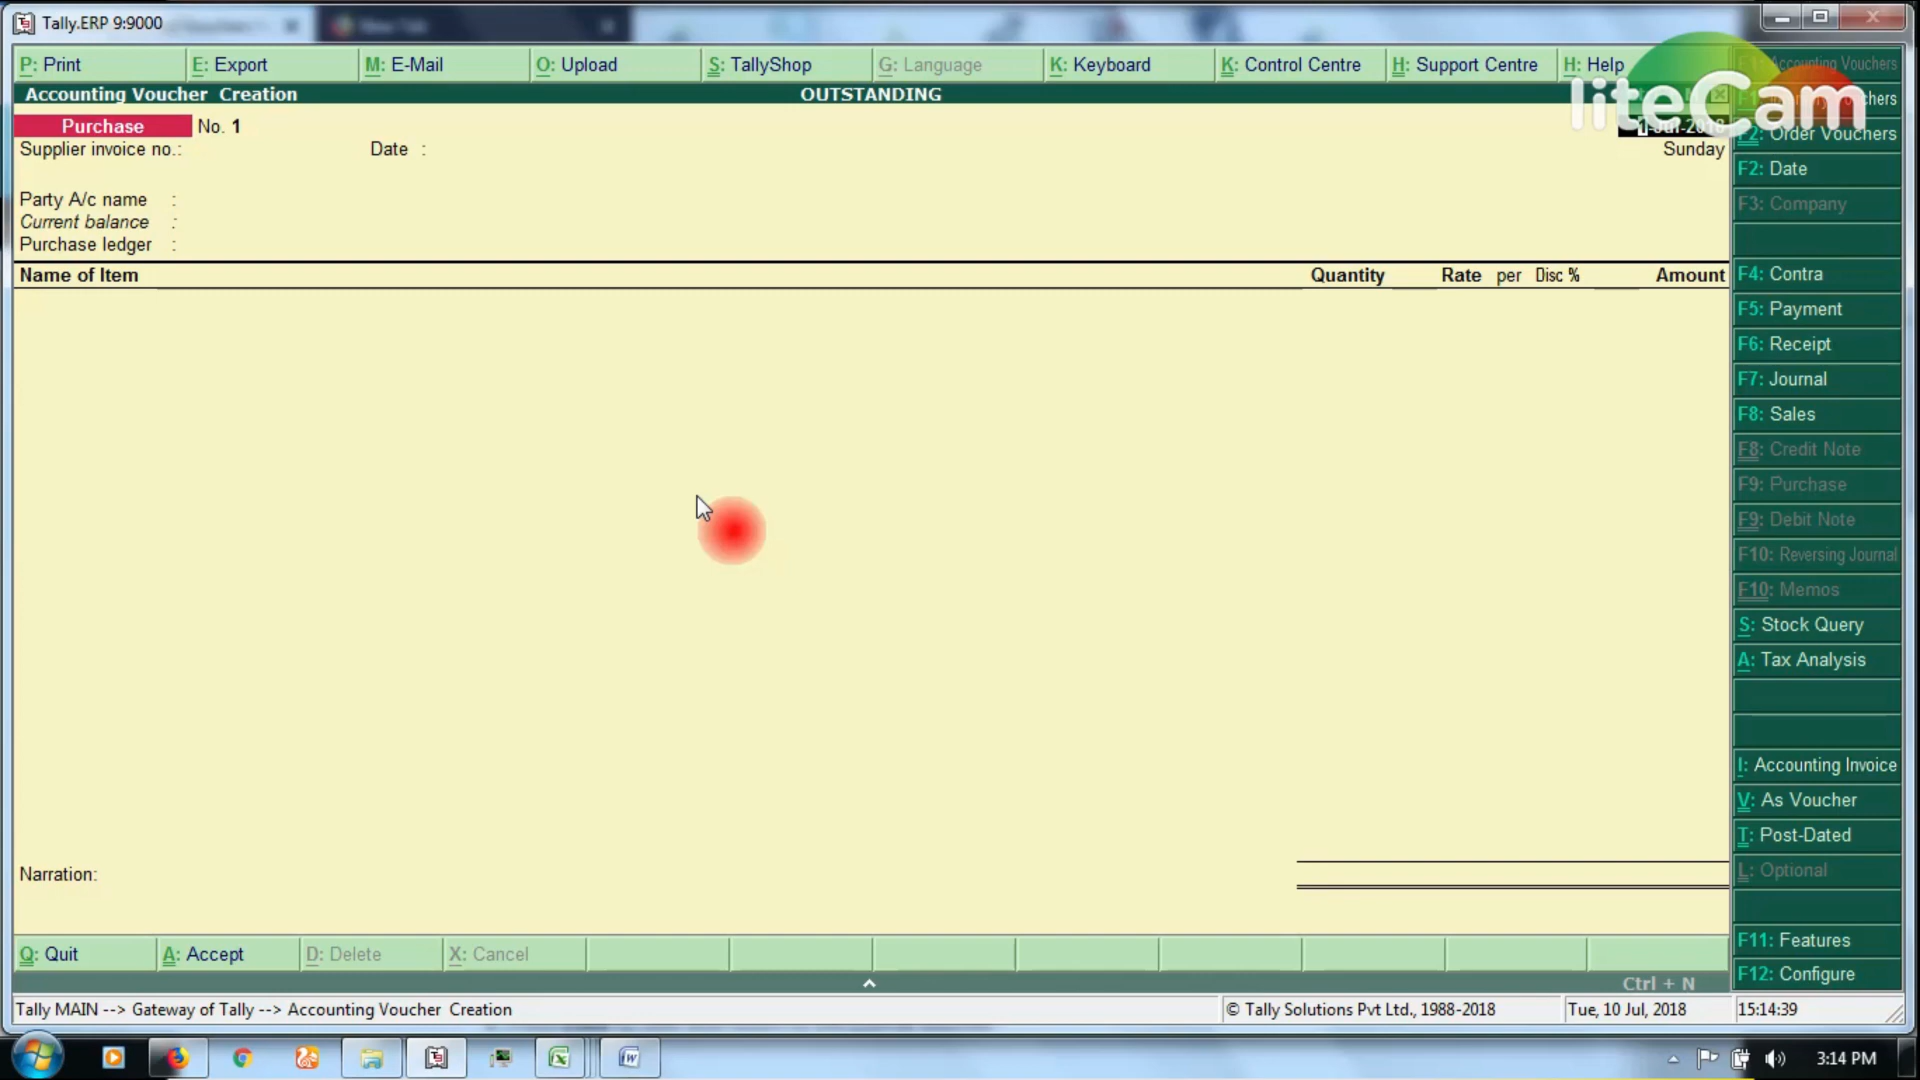 Tally.ERP 9:9000
P: Print
E: Export
M: E-Mail
O: Upload
S: TallyShop
G: Language
K: Keyboard
K: Control Centre
H: Support Centre
H: Help
Accounting Vouchers
liteCam
Accounting Voucher Creation
OUTSTANDING
Purchase
No. 1
1-Jul-2018
Supplier invoice no.:
Date :
Sunday
Party A/c name :
Current balance :
Purchase ledger :
Name of Item
Quantity
Rate
per
Disc %
Amount
F2: Order Vouchers
F2: Date
F3: Company
F4: Contra
F5: Payment
F6: Receipt
F7: Journal
F8: Sales
F8: Credit Note
F9: Purchase
F9: Debit Note
F10: Reversing Journal
F10: Memos
S: Stock Query
A: Tax Analysis
I: Accounting Invoice
V: As Voucher
T: Post-Dated
L: Optional
F11: Features
F12: Configure
Narration:
Q: Quit
A: Accept
D: Delete
X: Cancel
Ctrl + N
Tally MAIN --> Gateway of Tally --> Accounting Voucher Creation
© Tally Solutions Pvt Ltd., 1988-2018
Tue, 10 Jul, 2018
15:14:39
3:14 PM